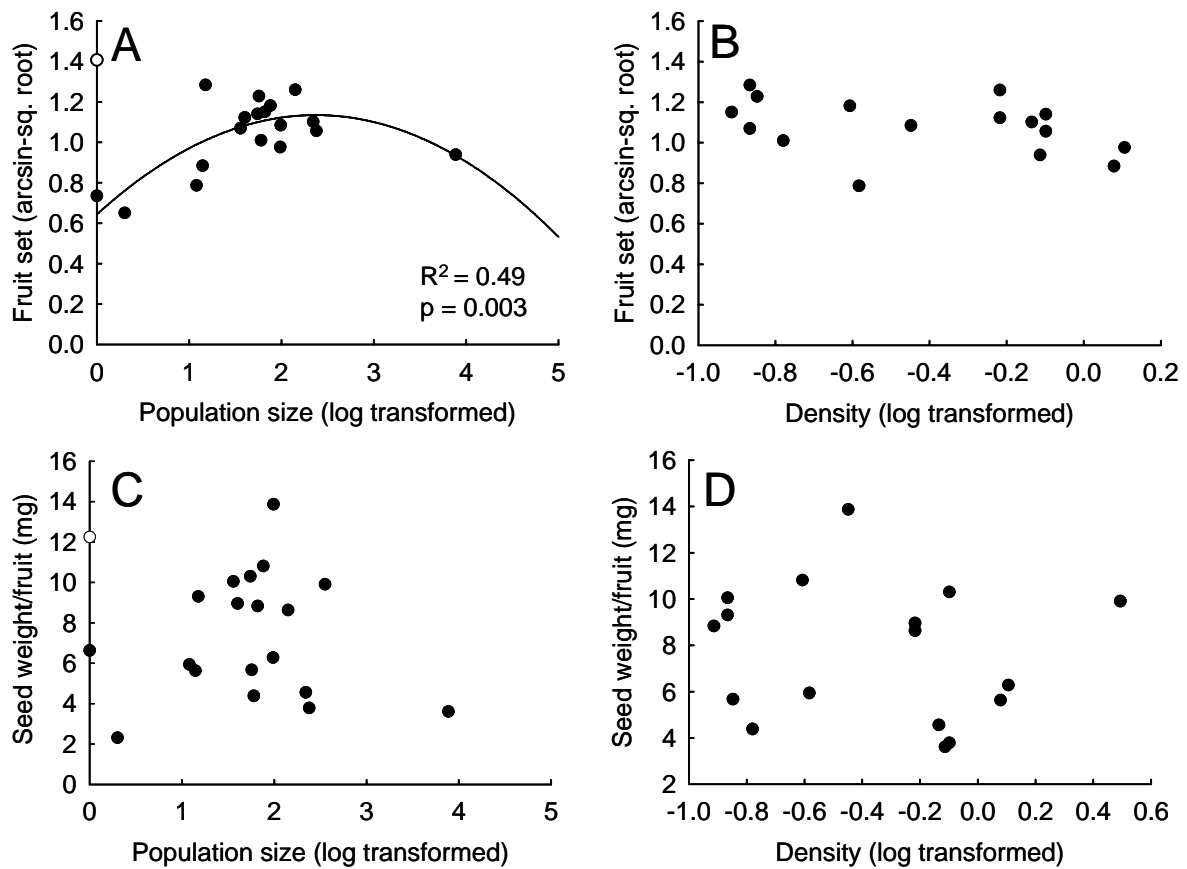 A
Fruit set (arcsin-sq. root)
1.6
1.4
1.2
1.0
0.8
0.6
0.4
0.2
0.0
R² = 0.49
p = 0.003
0 1 2 3 4 5
Population size (log transformed)
B
Fruit set (arcsin-sq. root)
1.6
1.4
1.2
1.0
0.8
0.6
0.4
0.2
0.0
-1.0 -0.8 -0.6 -0.4 -0.2 0.0 0.2
Density (log transformed)
C
Seed weight/fruit (mg)
16
14
12
10
8
6
4
2
0
0 1 2 3 4 5
Population size (log transformed)
D
Seed weight/fruit (mg)
16
14
12
10
8
6
4
2
-1.0 -0.8 -0.6 -0.4 -0.2 0.0 0.2 0.4 0.6
Density (log transformed)